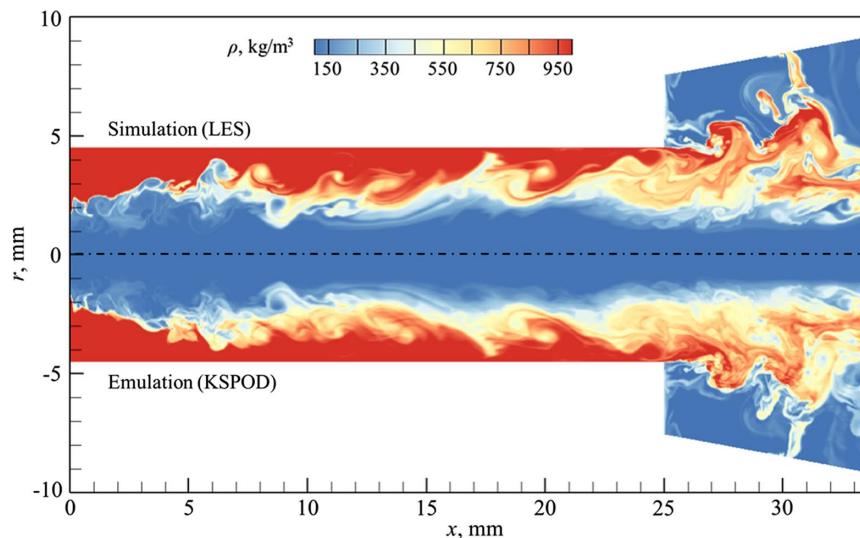 10
ρ, kg/m³
150 350 550 750 950
Simulation (LES)
5
r, mm
0
-5
Emulation (KSPOD)
-10
0 5 10 15 20 25 30
x, mm